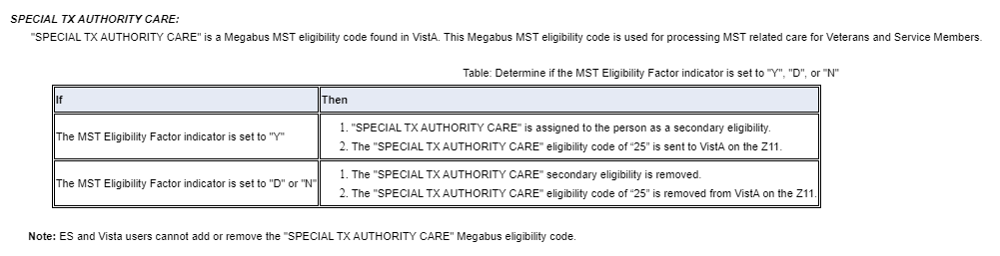 SPECIAL TX AUTHORITY CARE:
"SPECIAL TX AUTHORITY CARE" is a Megabus MST eligibility code found in VistA. This Megabus MST eligibility code is used for processing MST related care for Veterans and Service Members.
Table: Determine if the MST Eligibility Factor indicator is set to "Y", "D", or "N"
If
Then
The MST Eligibility Factor indicator is set to "Y"
1. "SPECIAL TX AUTHORITY CARE" is assigned to the person as a secondary eligibility.
2. The "SPECIAL TX AUTHORITY CARE" eligibility code of “25” is sent to VistA on the Z11.
The MST Eligibility Factor indicator is set to "D" or "N"
1. The "SPECIAL TX AUTHORITY CARE" secondary eligibility is removed.
2. The "SPECIAL TX AUTHORITY CARE" eligibility code of “25” is removed from VistA on the Z11.
Note: ES and Vista users cannot add or remove the "SPECIAL TX AUTHORITY CARE" Megabus eligibility code.